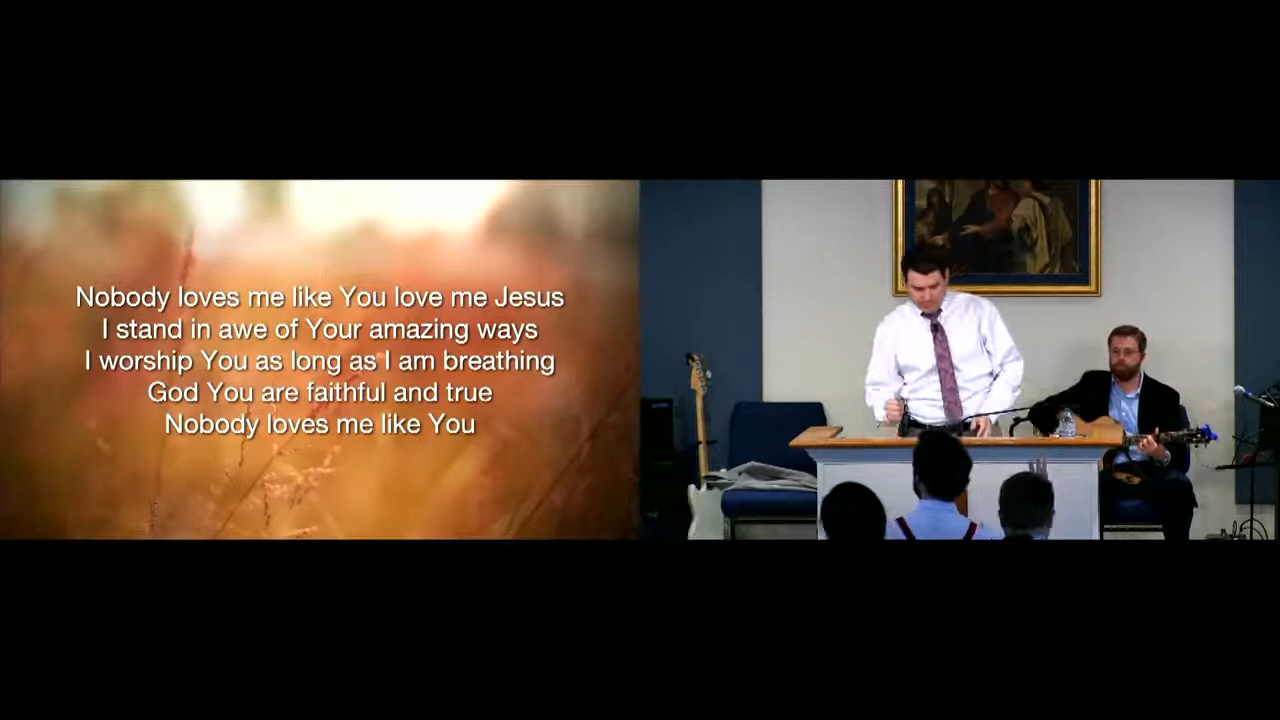 Nobody loves me like You love me Jesus
I stand in awe of Your amazing ways
I worship You as long as I am breathing
God You are faithful and true
Nobody loves me like You